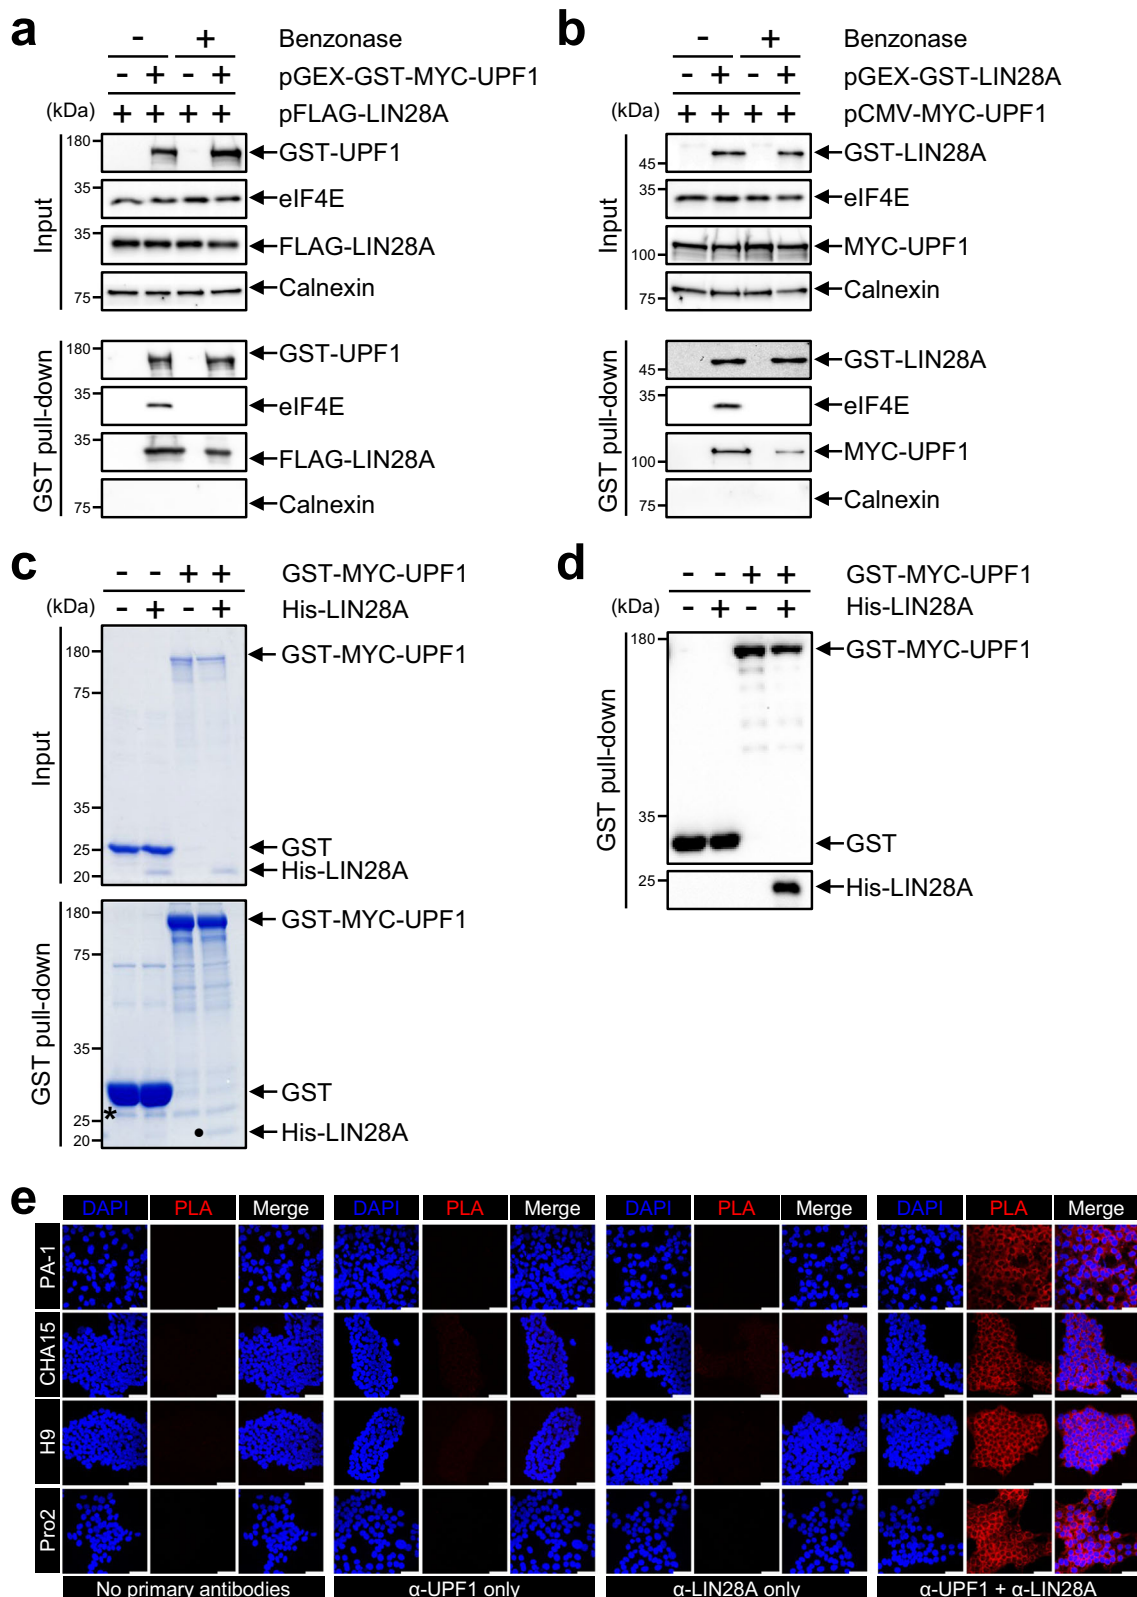 a
- + Benzonase
- + - + pGEX-GST-MYC-UPF1
(kDa) + + + + pFLAG-LIN28A
Input
180 GST-UPF1
35 eIF4E
35 FLAG-LIN28A
75 Calnexin
GST pull-down
180 GST-UPF1
35 eIF4E
35 FLAG-LIN28A
75 Calnexin
b
- + Benzonase
- + - + pGEX-GST-LIN28A
(kDa) + + + + pCMV-MYC-UPF1
Input
45 GST-LIN28A
35 eIF4E
100 MYC-UPF1
75 Calnexin
GST pull-down
45 GST-LIN28A
35 eIF4E
100 MYC-UPF1
75 Calnexin
c
- - + + GST-MYC-UPF1
(kDa) - + - + His-LIN28A
Input
180 GST-MYC-UPF1
75
35
25 GST
20 His-LIN28A
GST pull-down
180 GST-MYC-UPF1
75
35
GST
*
25
20 His-LIN28A
d
- - + + GST-MYC-UPF1
(kDa) - + - + His-LIN28A
GST pull-down
180 GST-MYC-UPF1
35
GST
25 His-LIN28A
e
DAPI PLA Merge DAPI PLA Merge DAPI PLA Merge DAPI PLA Merge
PA-1
CHA15
H9
Pro2
No primary antibodies α-UPF1 only α-LIN28A only α-UPF1 + α-LIN28A